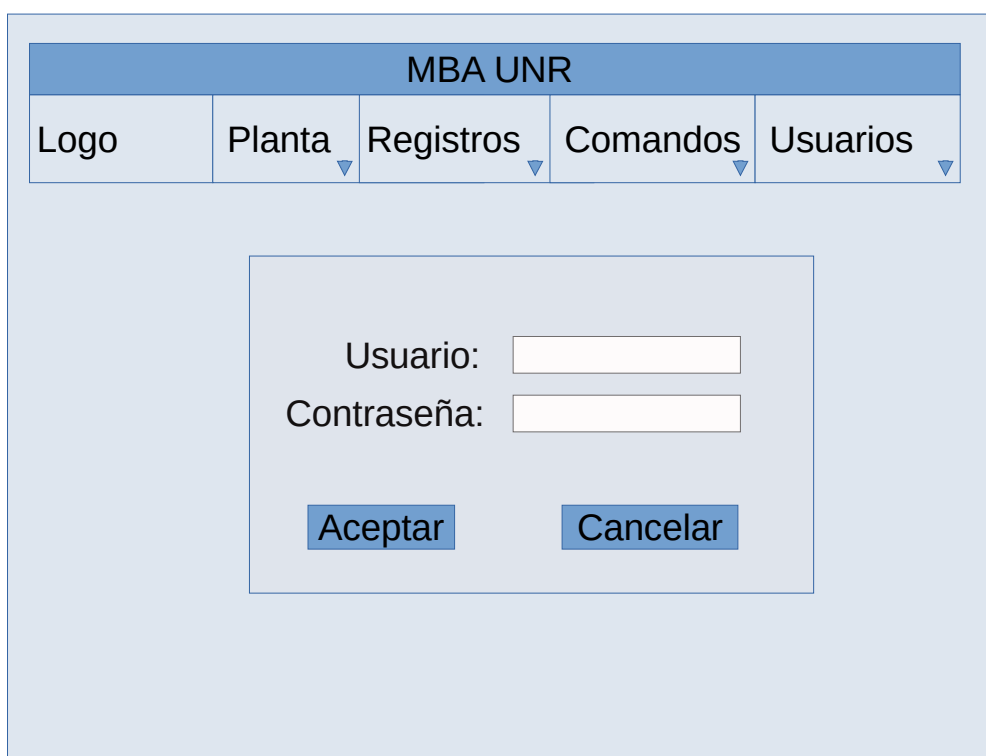 MBA UNR
Logo Planta Registros Comandos Usuarios
Usuario:
Contraseña:
Aceptar Cancelar